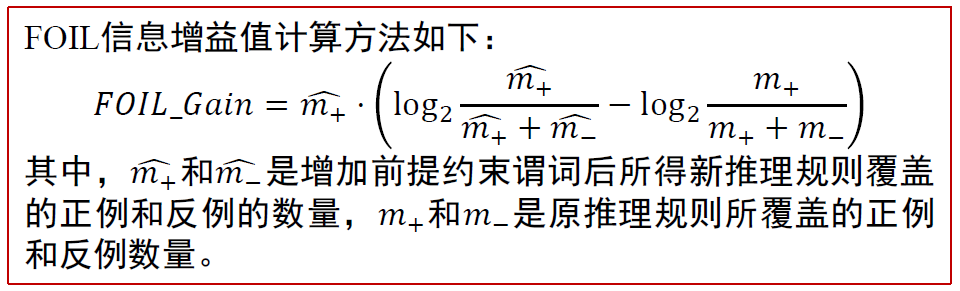 FOIL信息增益值计算方法如下：
$FOIL\_Gain = \widehat{m_+} \cdot \left( \log_2 \frac{\widehat{m_+}}{\widehat{m_+} + \widehat{m_-}} - \log_2 \frac{m_+}{m_+ + m_-} \right)$
其中，$\widehat{m_+}$和$\widehat{m_-}$是增加前提约束谓词后所得新推理规则覆盖
的正例和反例的数量，$m_+$和$m_-$是原推理规则所覆盖的正例
和反例数量。